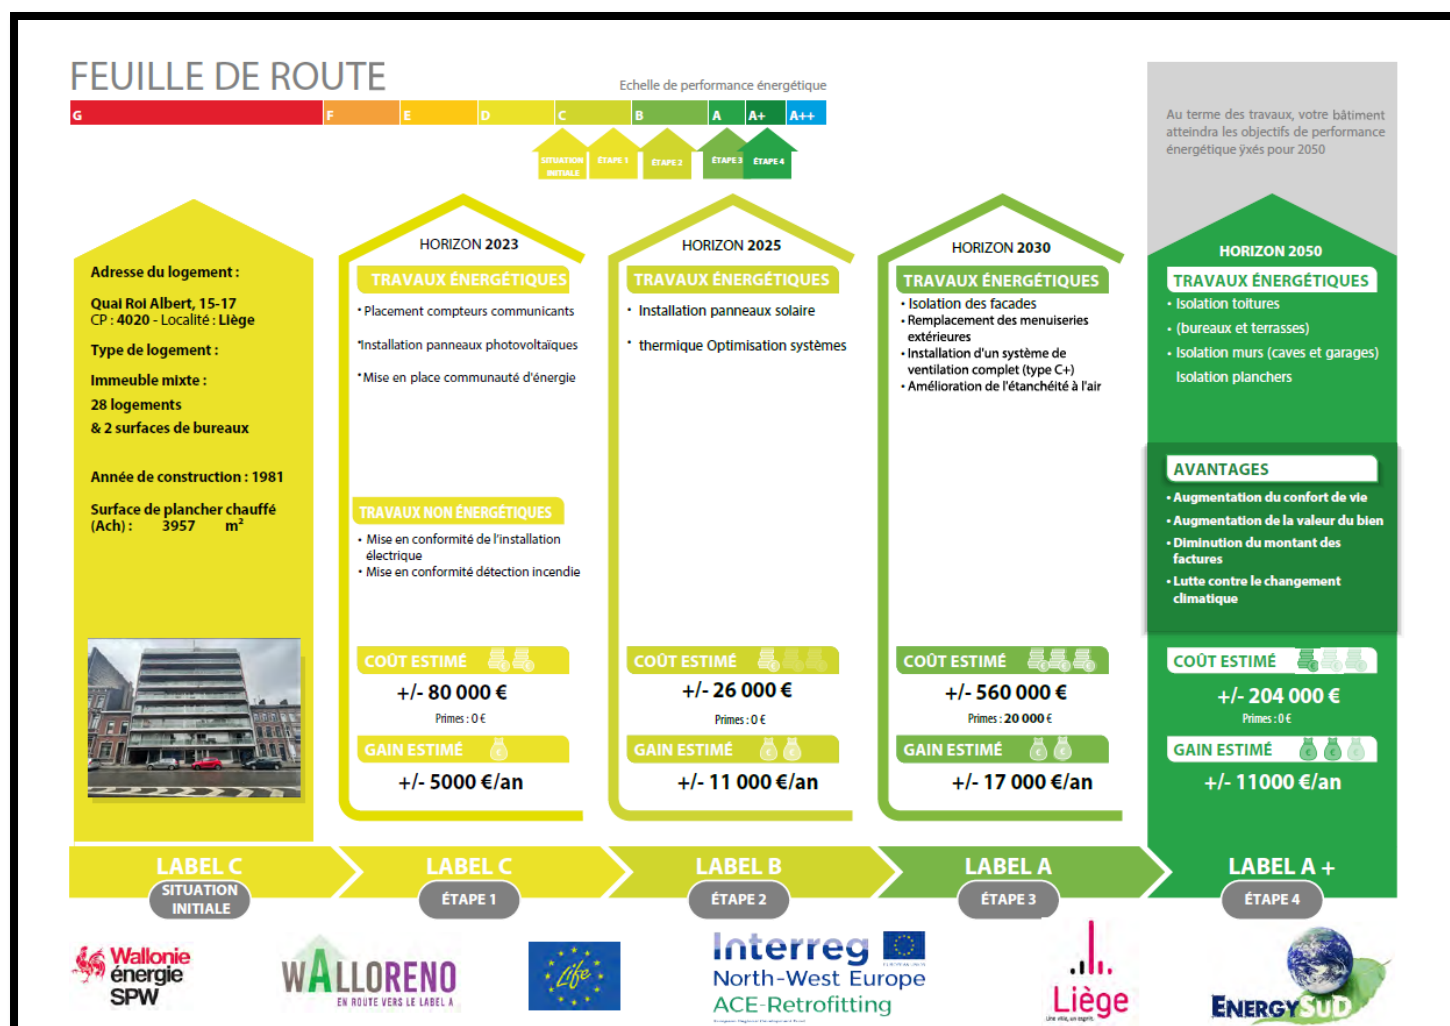 FEUILLE DE ROUTE
Echelle de performance énergétique
G F E D C B A A+ A++
SITUATION
INITIALE
ÉTAPE 1
ÉTAPE 2
ÉTAPE 3
ÉTAPE 4
Au terme des travaux, votre bâtiment
atteindra les objectifs de performance
énergétique ÿxés pour 2050
Adresse du logement :
Quai Roi Albert, 15-17
CP : 4020 - Localité : Liège
Type de logement :
Immeuble mixte :
28 logements
& 2 surfaces de bureaux
Année de construction : 1981
Surface de plancher chauffé
(Ach) : 3957 m²
HORIZON 2023
TRAVAUX ÉNERGÉTIQUES
• Placement compteurs communicants
•Installation panneaux photovoltaïques
• Mise en place communauté d'énergie
TRAVAUX NON ÉNERGÉTIQUES
• Mise en conformité de l'installation
électrique
• Mise en conformité détection incendie
COÛT ESTIMÉ
+/- 80 000 €
Primes : 0 €
GAIN ESTIMÉ
+/- 5000 €/an
HORIZON 2025
TRAVAUX ÉNERGÉTIQUES
• Installation panneaux solaire
• thermique Optimisation systèmes
COÛT ESTIMÉ
+/- 26 000 €
Primes : 0 €
GAIN ESTIMÉ
+/- 11 000 €/an
HORIZON 2030
TRAVAUX ÉNERGÉTIQUES
• Isolation des facades
• Remplacement des menuiseries
extérieures
• Installation d'un système de
ventilation complet (type C+)
• Amélioration de l'étanchéité à l'air
COÛT ESTIMÉ
+/- 560 000 €
Primes : 20 000 €
GAIN ESTIMÉ
+/- 17 000 €/an
HORIZON 2050
TRAVAUX ÉNERGÉTIQUES
• Isolation toitures
• (bureaux et terrasses)
• Isolation murs (caves et garages)
Isolation planchers
AVANTAGES
• Augmentation du confort de vie
• Augmentation de la valeur du bien
• Diminution du montant des
factures
• Lutte contre le changement
climatique
COÛT ESTIMÉ
+/- 204 000 €
Primes : 0 €
GAIN ESTIMÉ
+/- 11000 €/an
LABEL C
SITUATION
INITIALE
LABEL C
ÉTAPE 1
LABEL B
ÉTAPE 2
LABEL A
ÉTAPE 3
LABEL A +
ÉTAPE 4
Wallonie
énergie
SPW
WALLORENO
EN ROUTE VERS LE LABEL A
Life
Interreg
EUROPEAN UNION
North-West Europe
ACE-Retrofitting
European Regional Development Fund
Liège
Une ville, un esprit.
ENERGYSUD